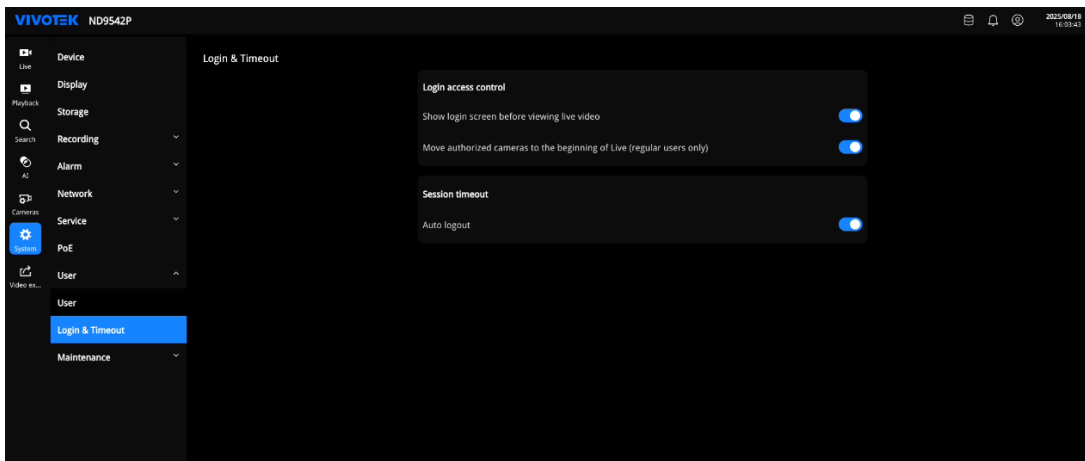 VIVOTEK ND9542P
2025/08/18
16:03:43
Live
Playback
Search
AI
Cameras
System
Video ex...
Device
Display
Storage
Recording
Alarm
Network
Service
PoE
User
User
Login & Timeout
Maintenance
Login & Timeout
Login access control
Show login screen before viewing live video
Move authorized cameras to the beginning of Live (regular users only)
Session timeout
Auto logout